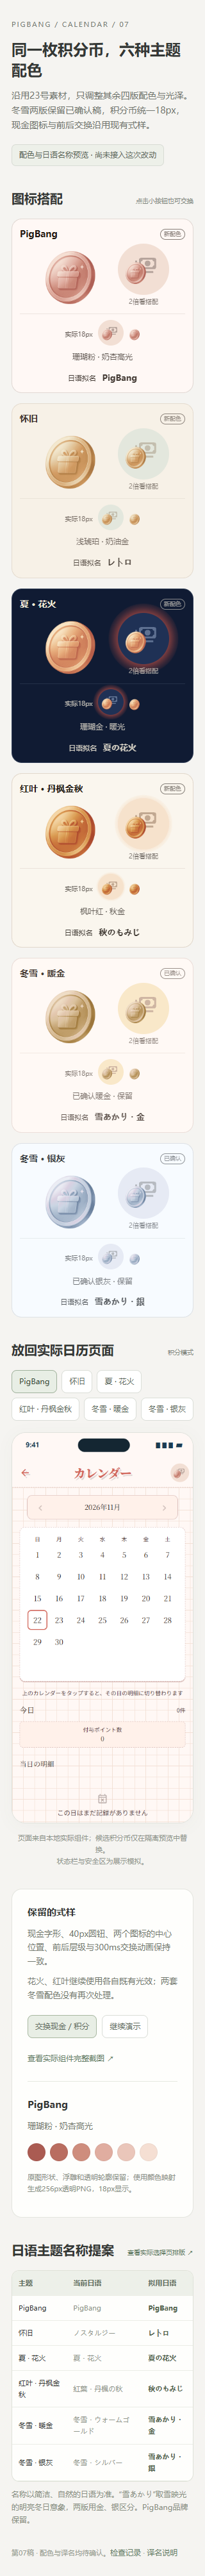 PIGBANG / CALENDAR / 07
同一枚积分币，六种主题
配色
沿用23号素材，只调整其余四版配色与光泽。
冬雪两版保留已确认稿，积分币统一18px，
现金图标与前后交换沿用现有式样。
配色与日语名称预览 · 尚未接入这次改动
图标搭配
点击小按钮也可交换
PigBang
新配色
2倍看搭配
实际18px
珊瑚粉 · 奶杏高光
日语拟名 PigBang
怀旧
新配色
2倍看搭配
实际18px
浅琥珀 · 奶油金
日语拟名 レトロ
夏 · 花火
新配色
2倍看搭配
实际18px
珊瑚金 · 暖光
日语拟名 夏の花火
红叶 · 丹枫金秋
新配色
2倍看搭配
实际18px
枫叶红 · 秋金
日语拟名 秋のもみじ
冬雪 · 暖金
已确认
2倍看搭配
实际18px
已确认暖金 · 保留
日语拟名 雪あかり · 金
冬雪 · 银灰
已确认
2倍看搭配
实际18px
已确认银灰 · 保留
日语拟名 雪あかり · 銀
放回实际日历页面
积分模式
PigBang
怀旧
夏 · 花火
红叶 · 丹枫金秋
冬雪 · 暖金
冬雪 · 银灰
9:41
カレンダー
2026年11月
日 月 火 水 木 金 土
1 2 3 4 5 6 7
8 9 10 11 12 13 14
15 16 17 18 19 20 21
22 23 24 25 26 27 28
29 30
上のカレンダーをタップすると、その日の明細に切り替わります
今日
0件
付与ポイント数
0
当日の明細
この日はまだ記録がありません
页面来自本地实际组件；候选积分币仅在隔离预览中替
换。
状态栏与安全区为展示模拟。
保留的式样
现金字形、40px圆钮、两个图标的中心
位置、前后层级与300ms交换动画保持
一致。
花火、红叶继续使用各自既有光效；两套
冬雪配色没有再次处理。
交换现金 / 积分
继续演示
查看实际组件完整截图 ↗
PigBang
珊瑚粉 · 奶杏高光
原图形状、浮雕和透明轮廓保留；使用颜色映射
生成256px透明PNG，18px显示。
日语主题名称提案
查看实际选择页排版 ↗
主题 当前日语 拟用日语
PigBang PigBang PigBang
怀旧 ノスタルジー レトロ
夏 · 花火 夏 · 花火 夏の花火
红叶 · 丹枫金
秋 紅葉 · 丹楓の秋 秋のもみじ
冬雪 · 暖金 冬雪 · ウォームゴ
ールド 雪あかり ·
金
冬雪 · 银灰 冬雪 · シルバー 雪あかり ·
銀
名称以简洁、自然的日语为准。“雪あかり”取雪映光
的明亮冬日意象，两版用金、银区分。PigBang品牌
保留。
第07稿 · 配色与译名均待确认。检查记录 · 译名说明